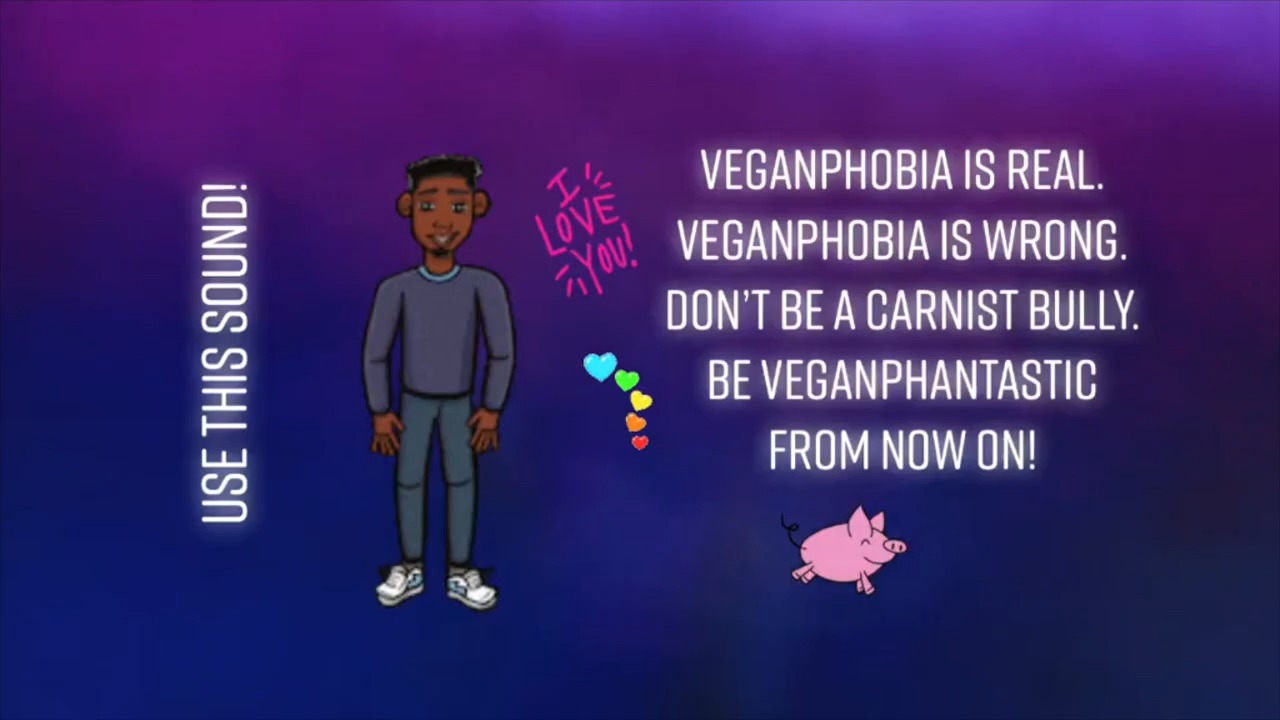 USE THIS SOUND!
I
LOVE
YOU!
VEGANPHOBIA IS REAL.
VEGANPHOBIA IS WRONG.
DON'T BE A CARNIST BULLY.
BE VEGANPHANTASTIC
FROM NOW ON!